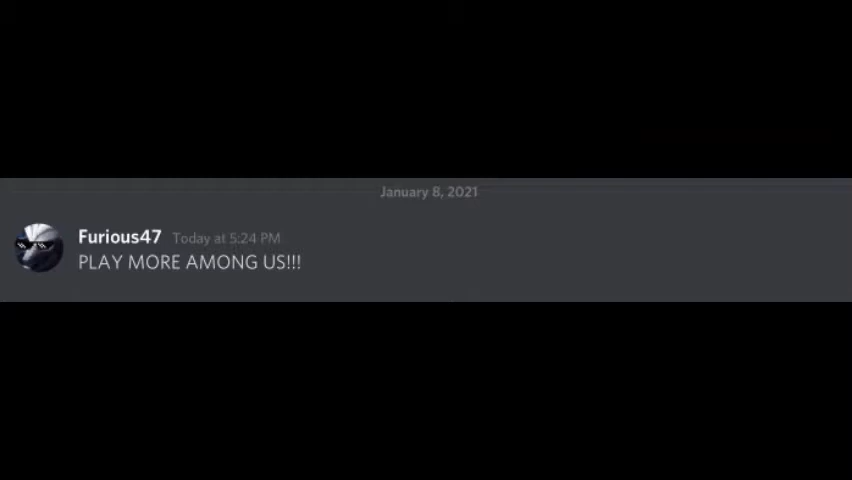 January 8, 2021
Furious47 Today at 5:24 PM
PLAY MORE AMONG US!!!